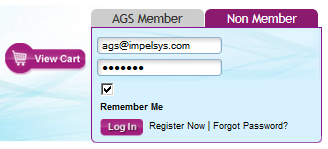 AGS Member Non Member
ags@impelsys.com
View Cart
•••••••
Remember Me
Log In Register Now | Forgot Password?